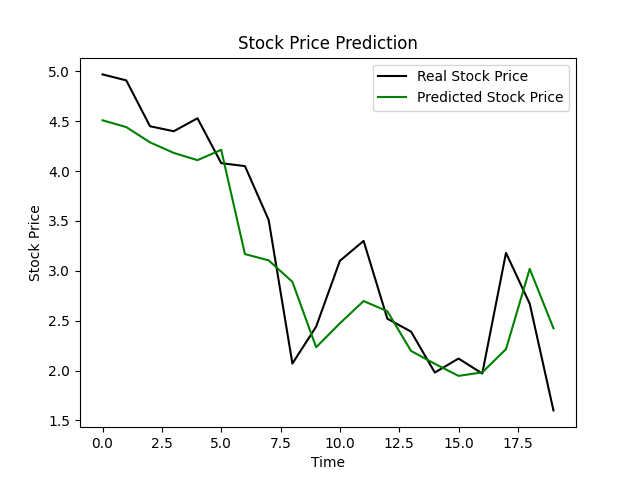 Stock Price Prediction
Real Stock Price
Predicted Stock Price
Stock Price
5.0
4.5
4.0
3.5
3.0
2.5
2.0
1.5
0.0 2.5 5.0 7.5 10.0 12.5 15.0 17.5
Time